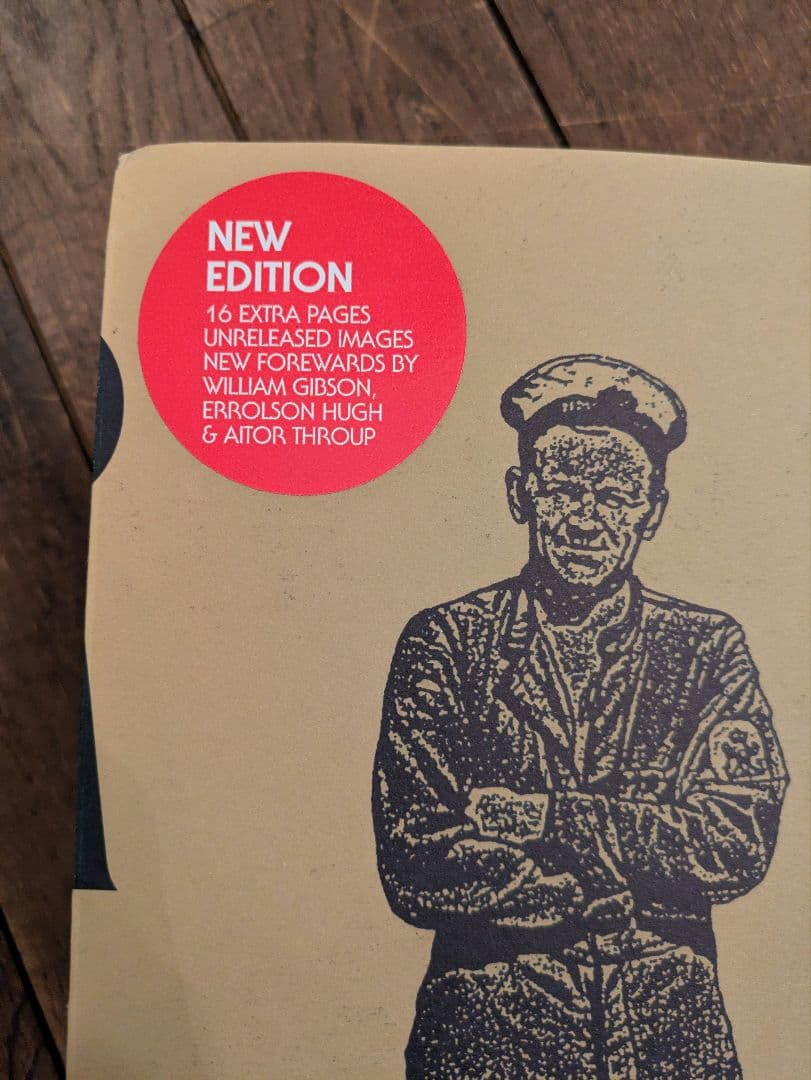 NEW
EDITION
16 EXTRA PAGES
UNRELEASED IMAGES
NEW FOREWARDS BY
WILLIAM GIBSON,
ERROLSON HUGH
& AITOR THROUP